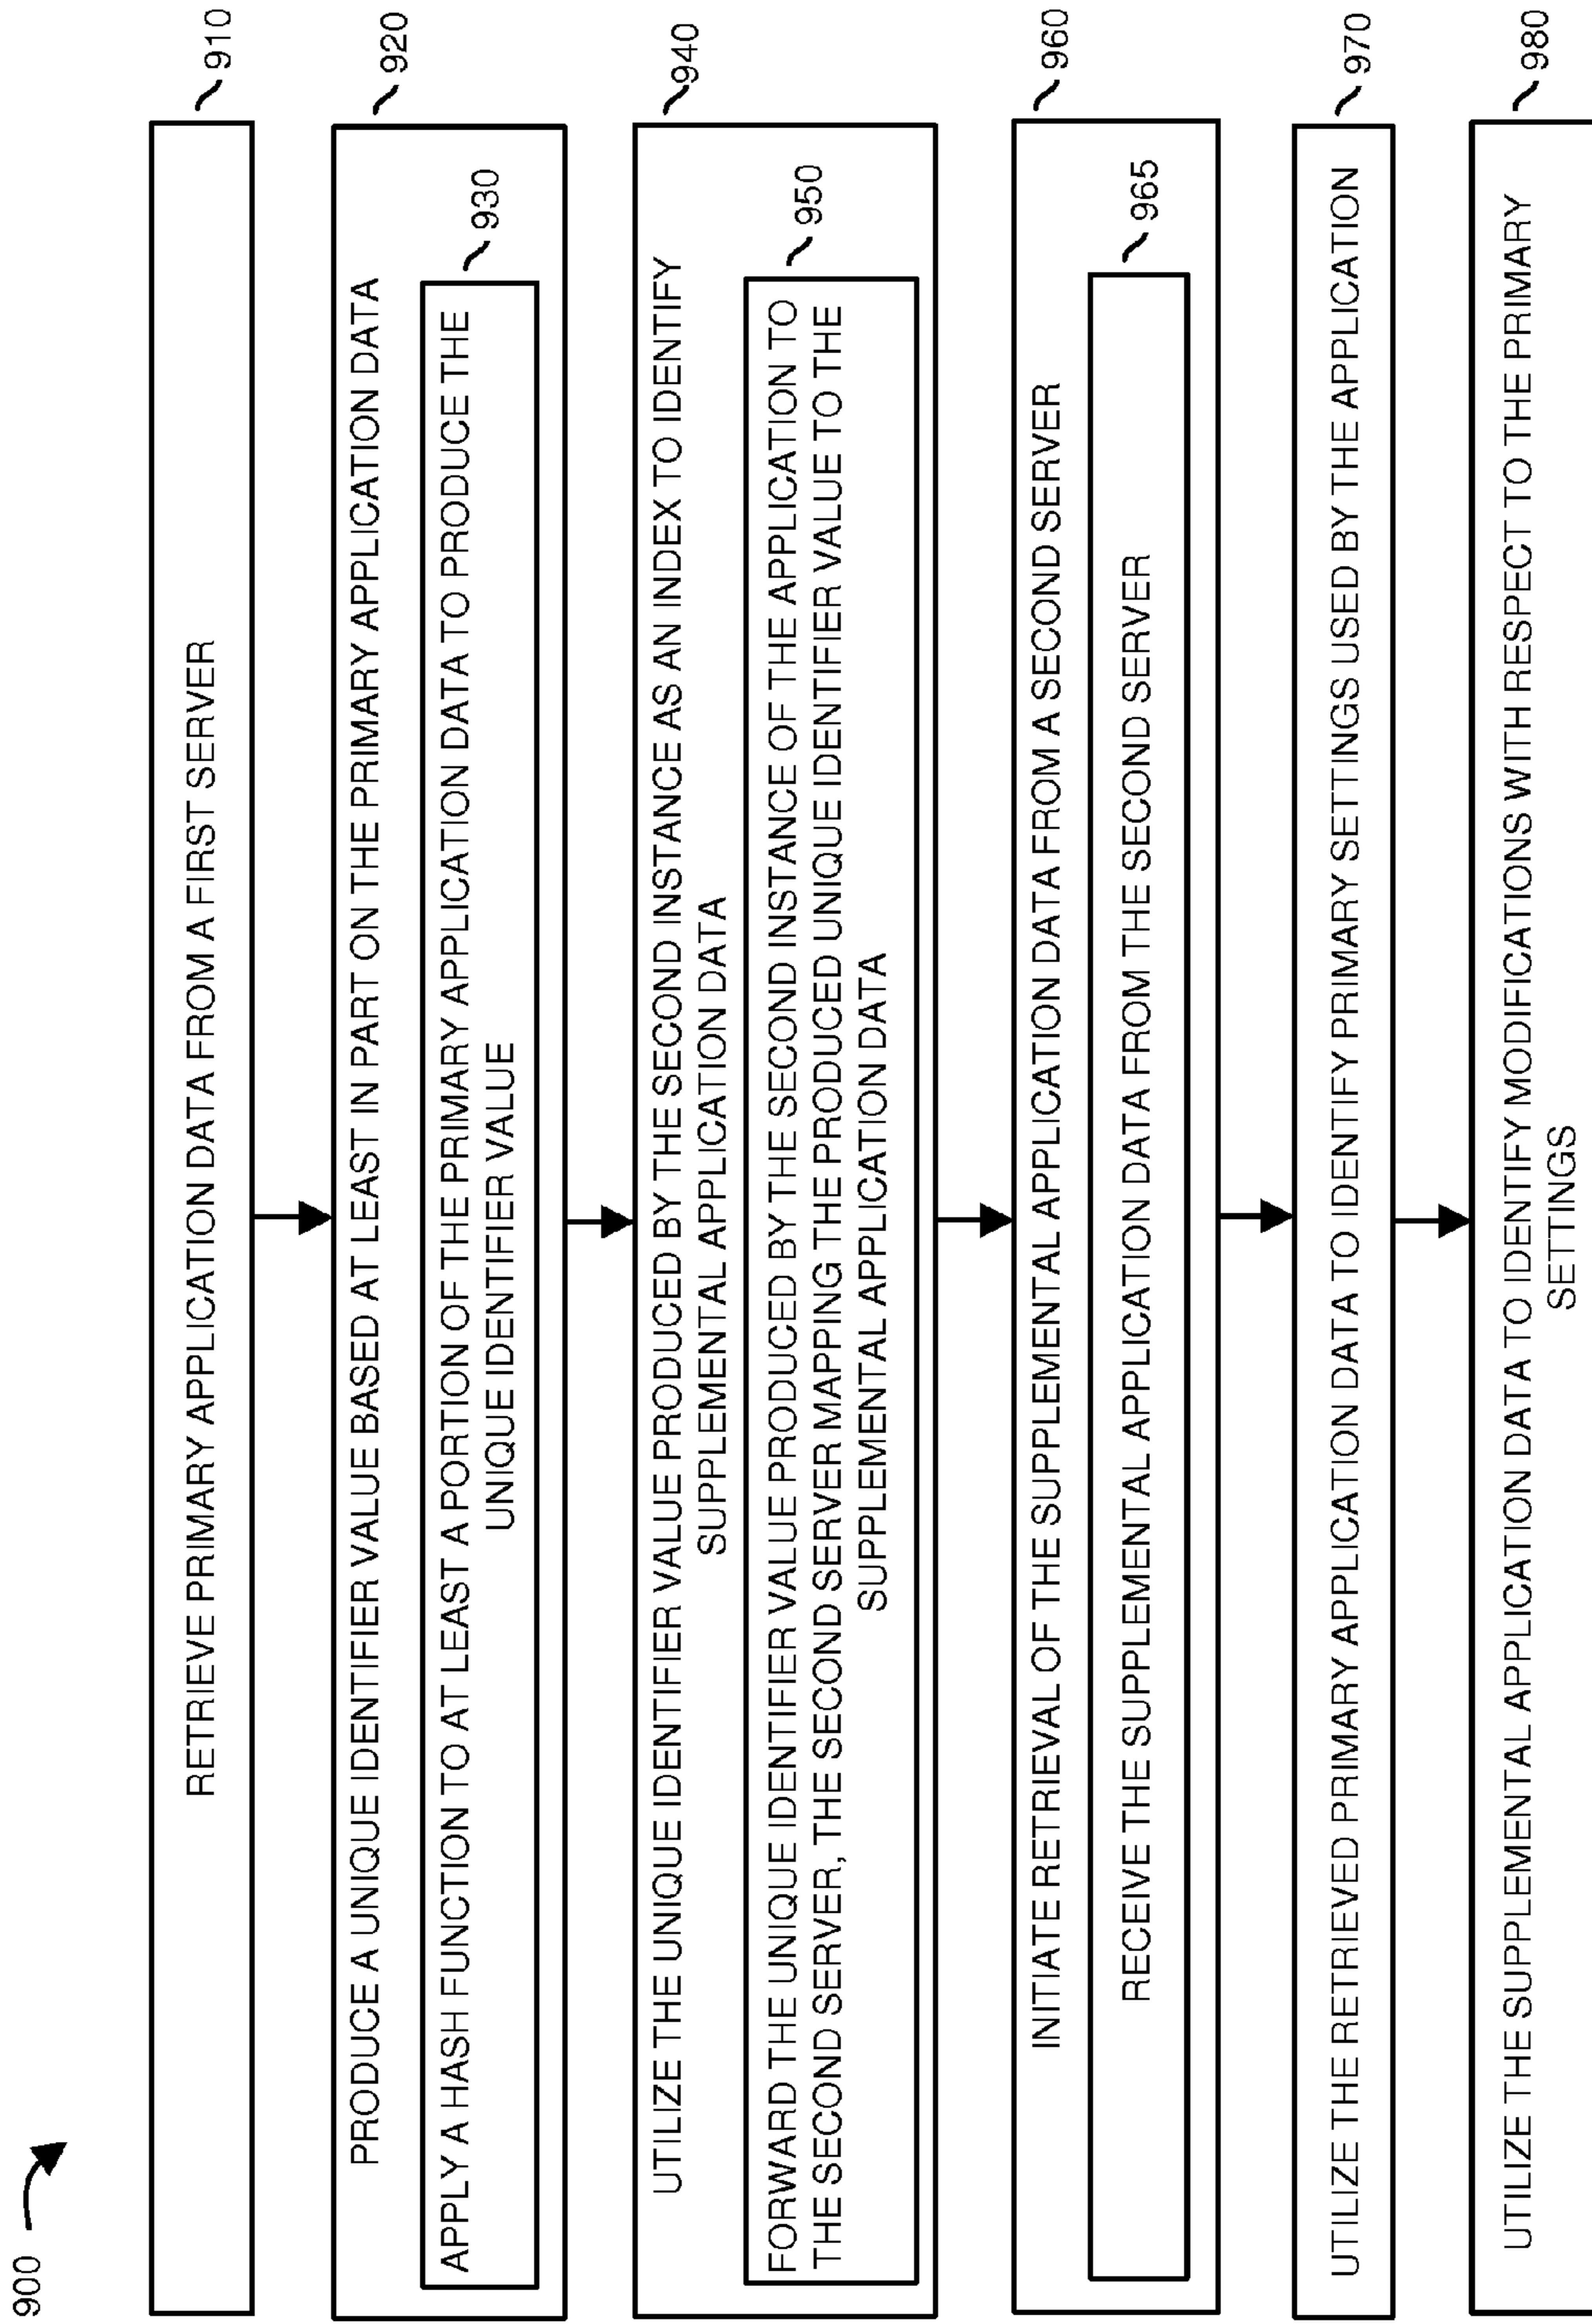 900
RETRIEVE PRIMARY APPLICATION DATA FROM A FIRST SERVER
910
PRODUCE A UNIQUE IDENTIFIER VALUE BASED AT LEAST IN PART ON THE PRIMARY APPLICATION DATA
920
APPLY A HASH FUNCTION TO AT LEAST A PORTION OF THE PRIMARY APPLICATION DATA TO PRODUCE THE
UNIQUE IDENTIFIER VALUE
930
UTILIZE THE UNIQUE IDENTIFIER VALUE PRODUCED BY THE SECOND INSTANCE AS AN INDEX TO IDENTIFY
SUPPLEMENTAL APPLICATION DATA
940
FORWARD THE UNIQUE IDENTIFIER VALUE PRODUCED BY THE SECOND INSTANCE OF THE APPLICATION TO
THE SECOND SERVER, THE SECOND SERVER MAPPING THE PRODUCED UNIQUE IDENTIFIER VALUE TO THE
SUPPLEMENTAL APPLICATION DATA
950
INITIATE RETRIEVAL OF THE SUPPLEMENTAL APPLICATION DATA FROM A SECOND SERVER
960
RECEIVE THE SUPPLEMENTAL APPLICATION DATA FROM THE SECOND SERVER
965
UTILIZE THE RETRIEVED PRIMARY APPLICATION DATA TO IDENTIFY PRIMARY SETTINGS USED BY THE APPLICATION
970
UTILIZE THE SUPPLEMENTAL APPLICATION DATA TO IDENTIFY MODIFICATIONS WITH RESPECT TO THE PRIMARY
SETTINGS
980